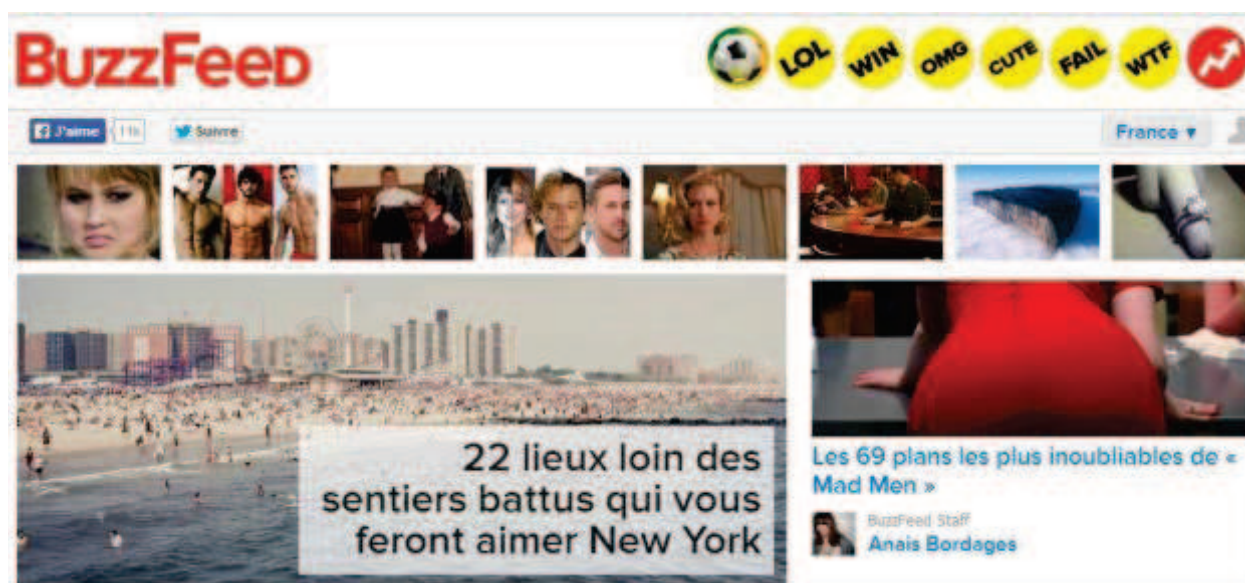 BuzzFeed
LOL
WIN
OMG
CUTE
FAIL
WTF
J'aime
Suivre
France ▾
22 lieux loin des
sentiers battus qui vous
feront aimer New York
Les 69 plans les plus inoubliables de «
Mad Men »
BuzzFeed Staff
Anais Bordages